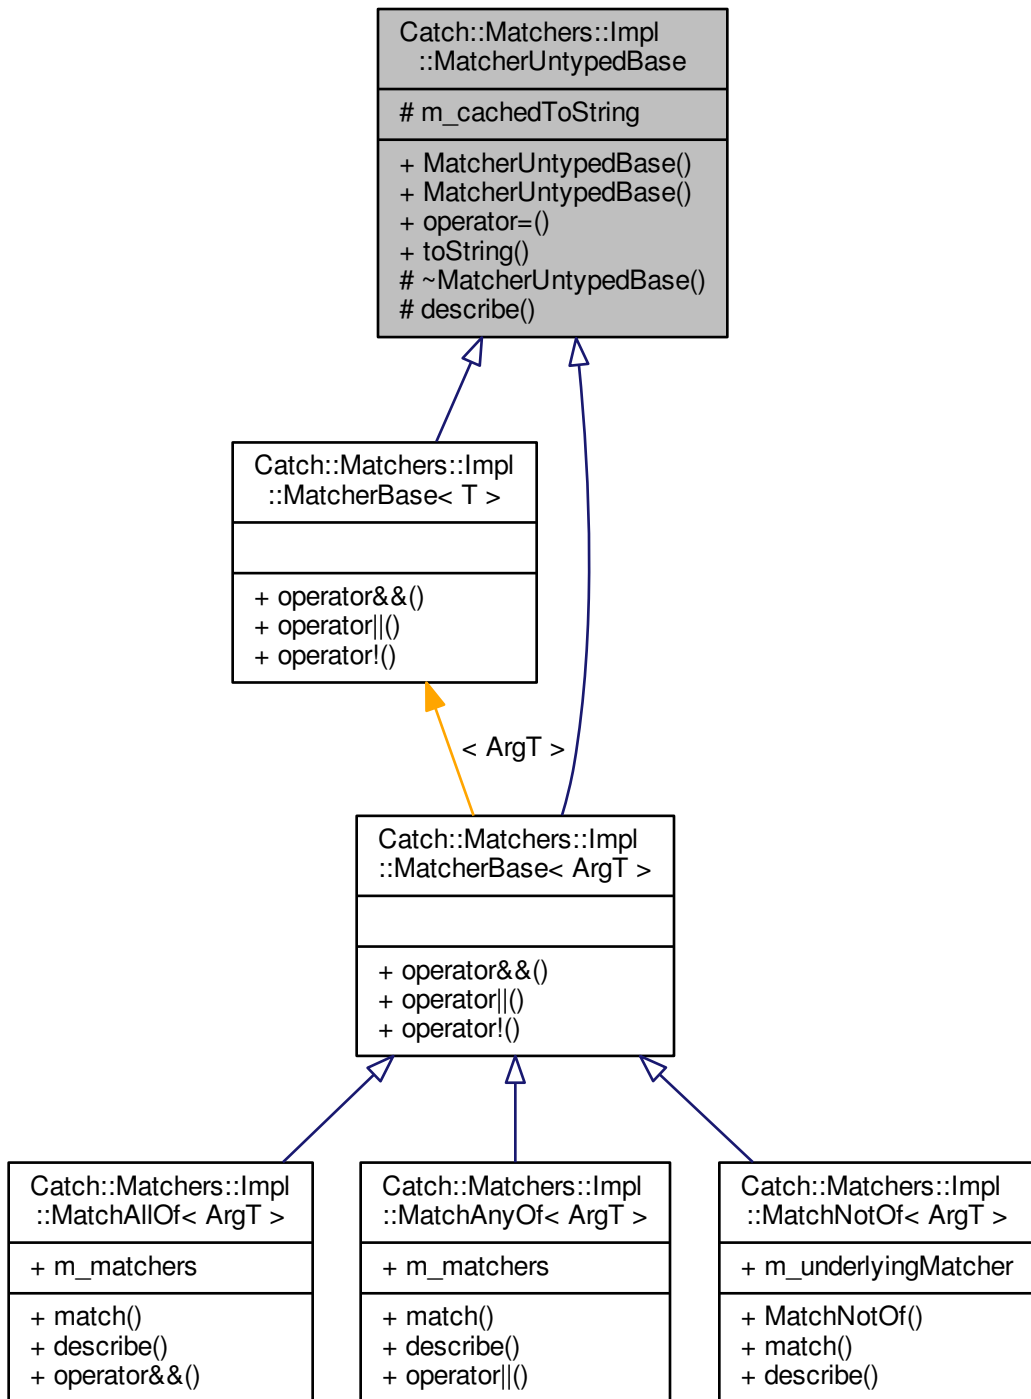 Catch::Matchers::Impl
::MatcherUntypedBase
# m_cachedToString
+ MatcherUntypedBase()
+ MatcherUntypedBase()
+ operator=()
+ toString()
# ~MatcherUntypedBase()
# describe()
Catch::Matchers::Impl
::MatcherBase< T >
+ operator&&()
+ operator||()
+ operator!()
< ArgT >
Catch::Matchers::Impl
::MatcherBase< ArgT >
+ operator&&()
+ operator||()
+ operator!()
Catch::Matchers::Impl
::MatchAllOf< ArgT >
+ m_matchers
+ match()
+ describe()
+ operator&&()
Catch::Matchers::Impl
::MatchAnyOf< ArgT >
+ m_matchers
+ match()
+ describe()
+ operator||()
Catch::Matchers::Impl
::MatchNotOf< ArgT >
+ m_underlyingMatcher
+ MatchNotOf()
+ match()
+ describe()